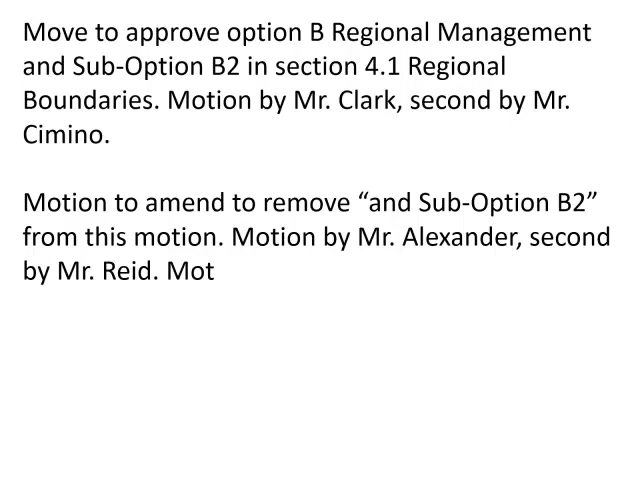 Move to approve option B Regional Management
and Sub-Option B2 in section 4.1 Regional
Boundaries. Motion by Mr. Clark, second by Mr.
Cimino.
Motion to amend to remove “and Sub-Option B2”
from this motion. Motion by Mr. Alexander, second
by Mr. Reid. Mot